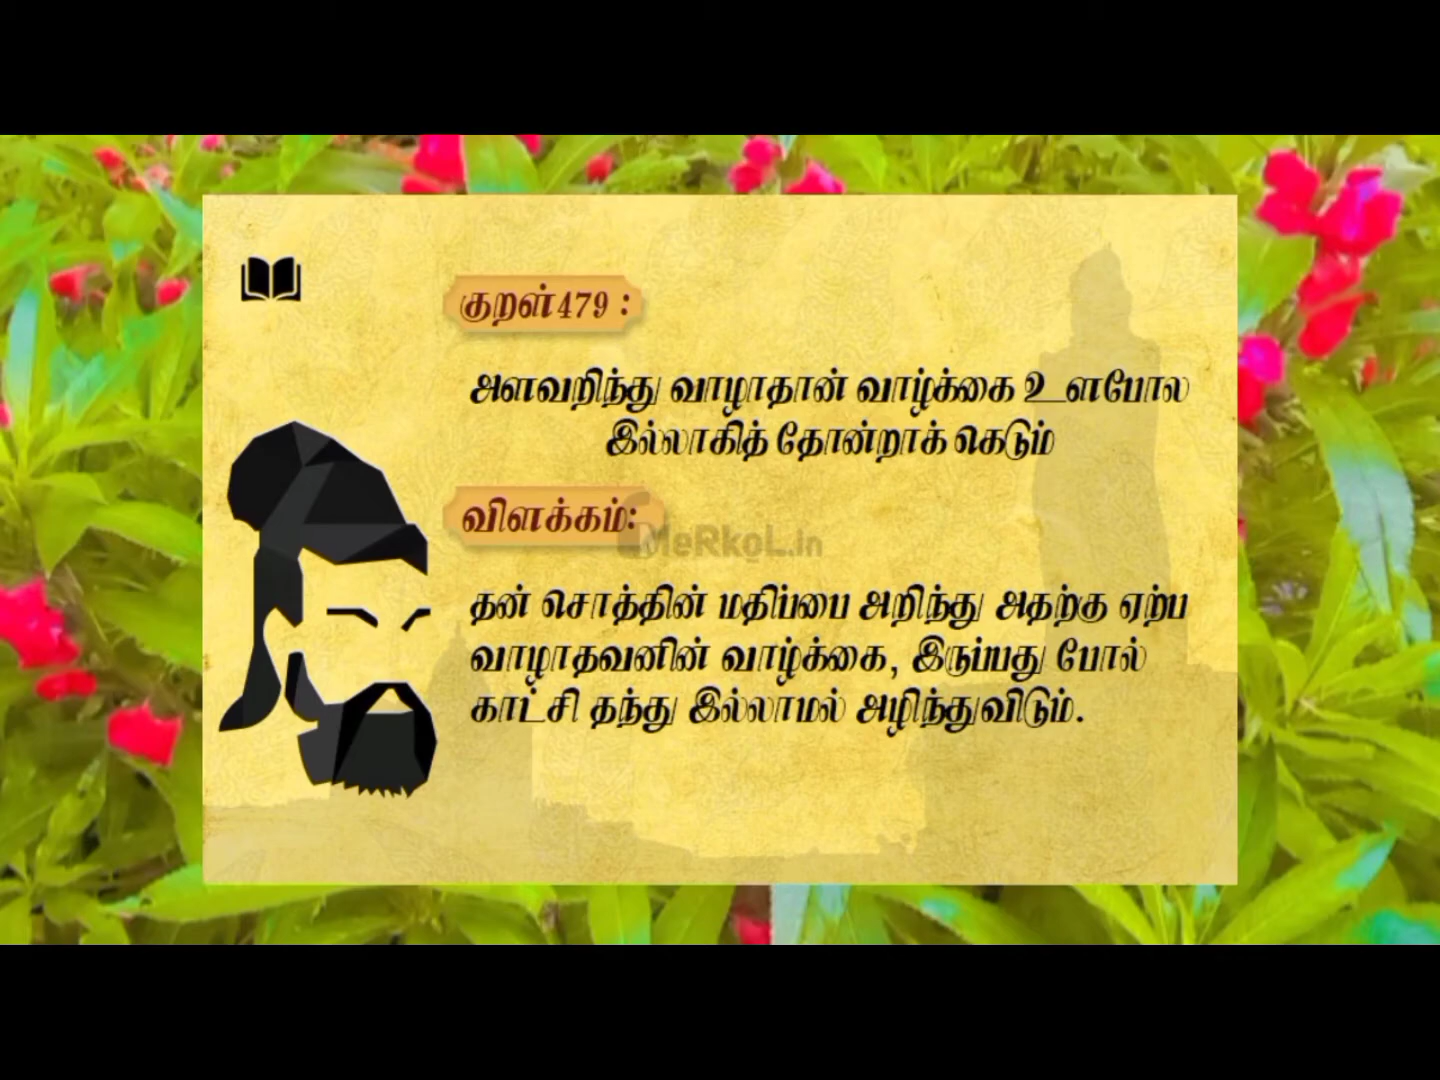 குறள் 479 :
அளவறிந்து வாழாதான் வாழ்க்கை உளபோல
இல்லாகித் தோன்றாக் கெடும்
விளக்கம்:
MeRkoL.in
தன் சொத்தின் மதிப்பை அறிந்து அதற்கு ஏற்ப
வாழாதவனின் வாழ்க்கை, இருப்பது போல்
காட்சி தந்து இல்லாமல் அழிந்துவிடும்.